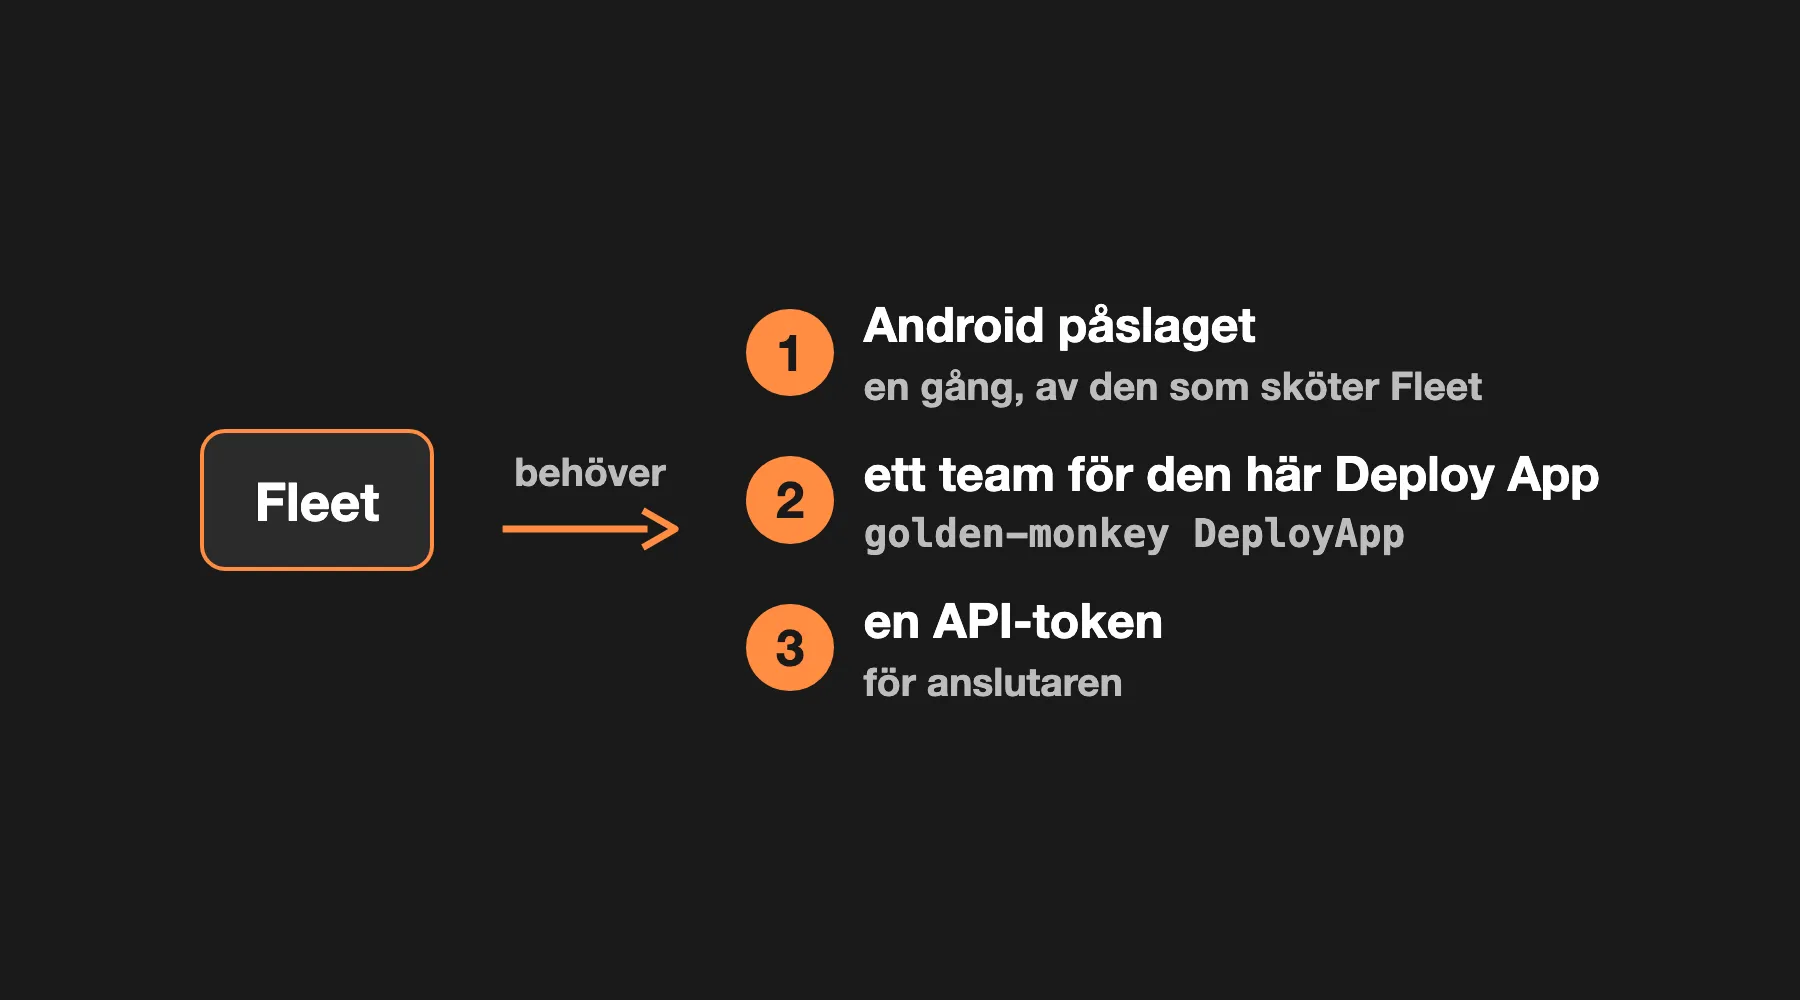 Fleet
behöver
1
Android påslaget
en gång, av den som sköter Fleet
2
ett team för den här Deploy App
golden-monkey DeployApp
3
en API-token
för anslutaren